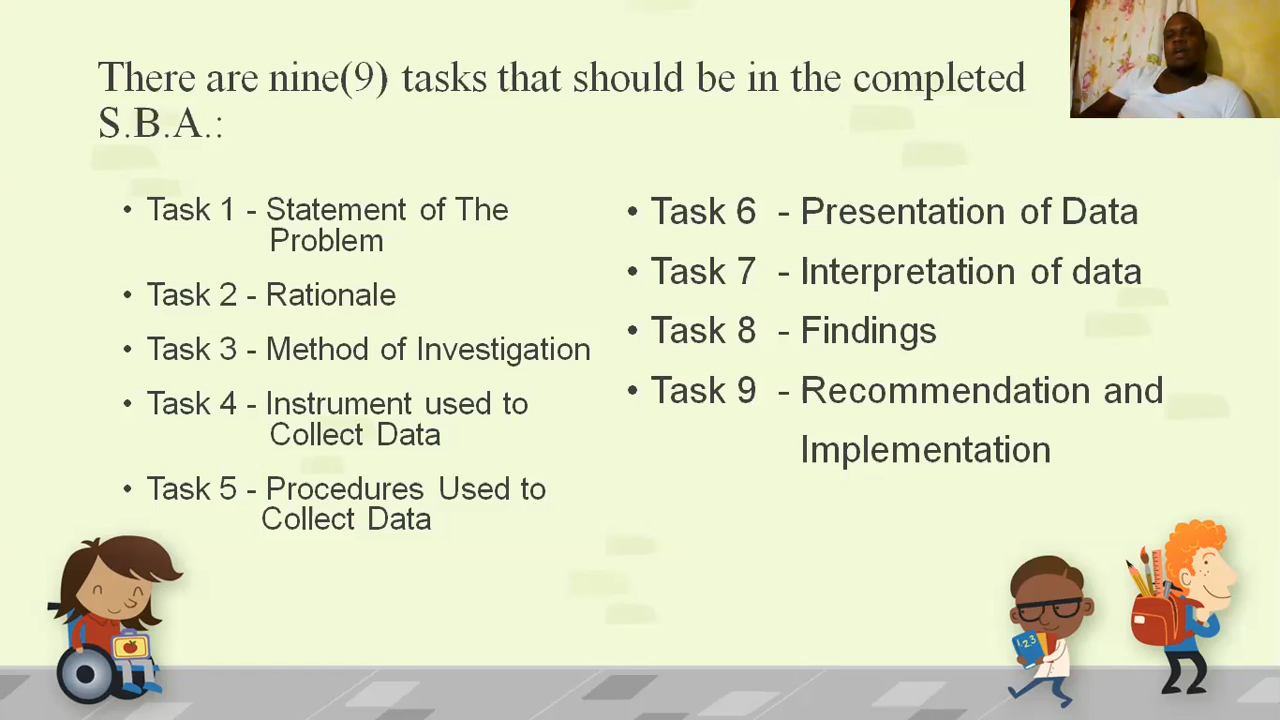 There are nine(9) tasks that should be in the completed
S.B.A.:
• Task 1 - Statement of The
Problem
• Task 2 - Rationale
• Task 3 - Method of Investigation
• Task 4 - Instrument used to
Collect Data
• Task 5 - Procedures Used to
Collect Data
• Task 6 - Presentation of Data
• Task 7 - Interpretation of data
• Task 8 - Findings
• Task 9 - Recommendation and
Implementation
123